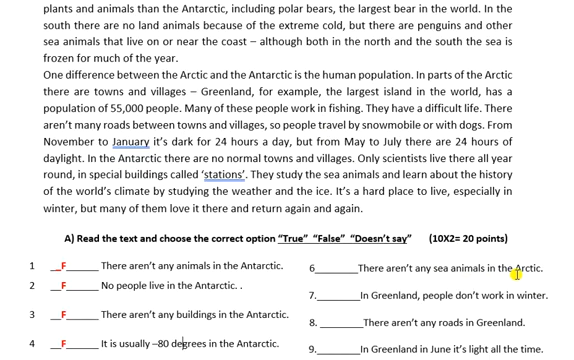 plants and animals than the Antarctic, including polar bears, the largest bear in the world. In the
south there are no land animals because of the extreme cold, but there are penguins and other
sea animals that live on or near the coast – although both in the north and the south the sea is
frozen for much of the year.
One difference between the Arctic and the Antarctic is the human population. In parts of the Arctic
there are towns and villages – Greenland, for example, the largest island in the world, has a
population of 55,000 people. Many of these people work in fishing. They have a difficult life. There
aren't many roads between towns and villages, so people travel by snowmobile or with dogs. From
November to January it's dark for 24 hours a day, but from May to July there are 24 hours of
daylight. In the Antarctic there are no normal towns and villages. Only scientists live there all year
round, in special buildings called 'stations'. They study the sea animals and learn about the history
of the world's climate by studying the weather and the ice. It's a hard place to live, especially in
winter, but many of them love it there and return again and again.
A) Read the text and choose the correct option "True" "False" "Doesn't say" (10X2= 20 points)
1 __F______ There aren't any animals in the Antarctic.
2 __F______ No people live in the Antarctic. .
3 __F______ There aren't any buildings in the Antarctic.
4 __F______ It is usually –80 degrees in the Antarctic.
6________There aren't any sea animals in the Arctic.
7.________In Greenland, people don't work in winter.
8. ________There aren't any roads in Greenland.
9.________In Greenland in June it's light all the time.